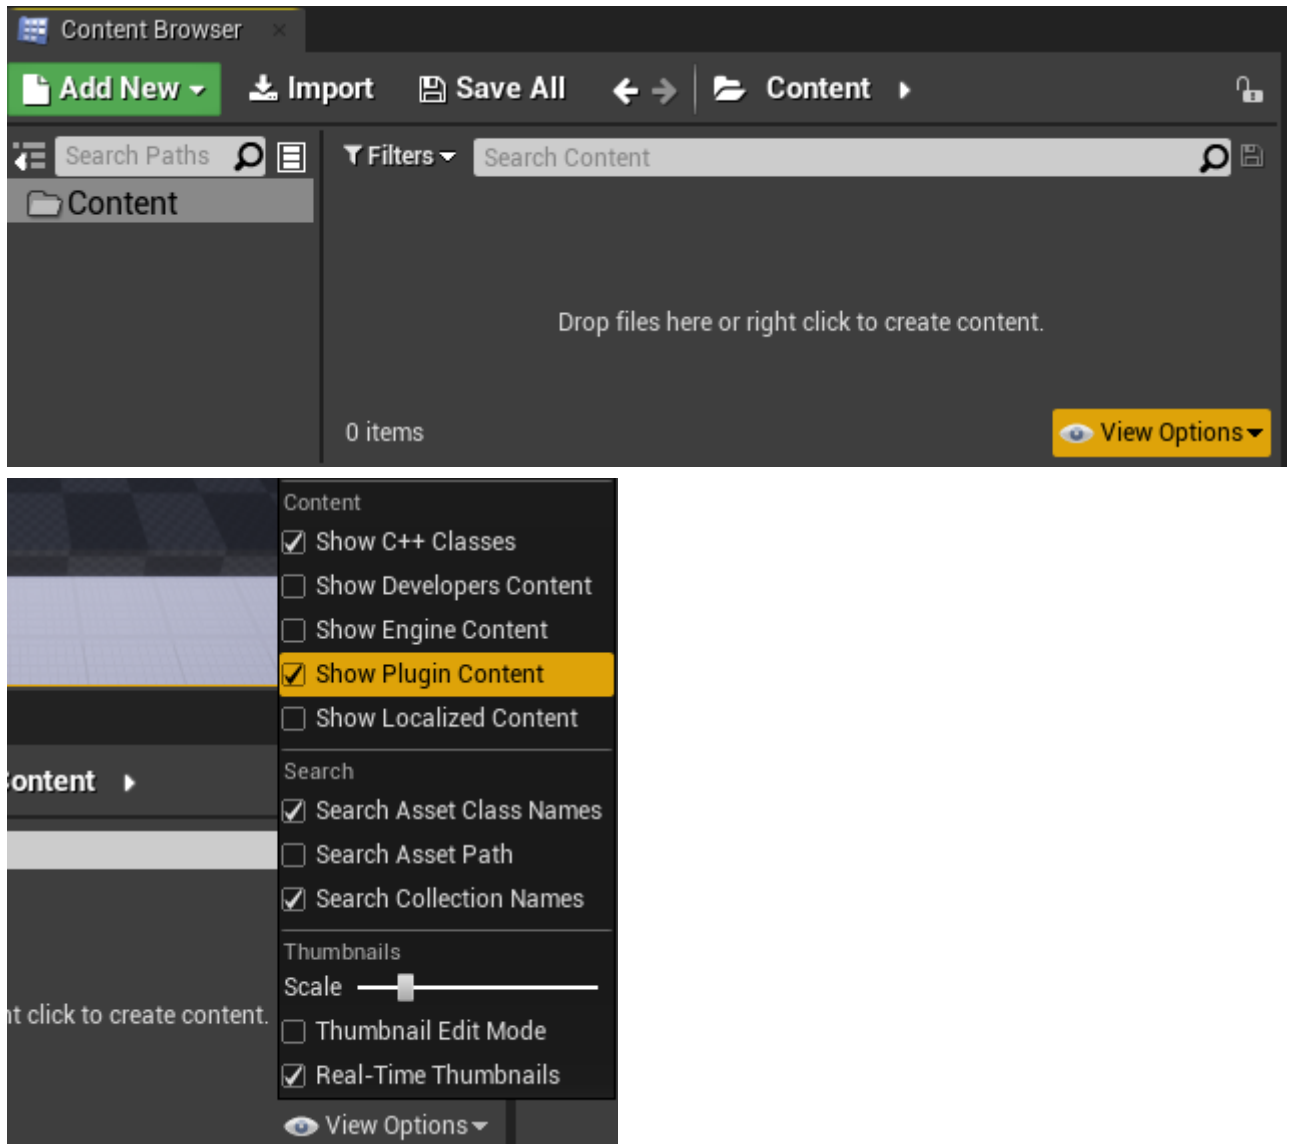 Content Browser
Add New Import Save All Content
Search Paths Filters Search Content
Content
Drop files here or right click to create content.
0 items View Options
Content
Show C++ Classes
Show Developers Content
Show Engine Content
Show Plugin Content
Show Localized Content
Search
ontent
Search Asset Class Names
Search Asset Path
Search Collection Names
Thumbnails
Scale
ht click to create content.
Thumbnail Edit Mode
Real-Time Thumbnails
View Options